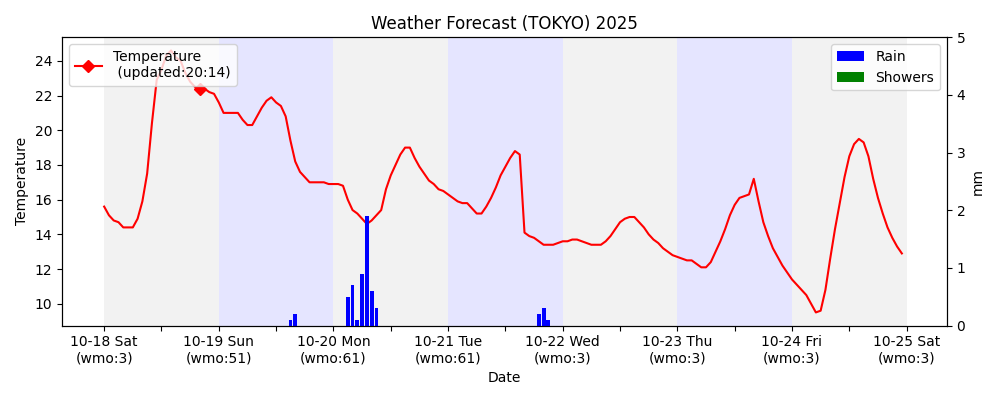 Weather Forecast (TOKYO) 2025
Temperature
(updated:20:14)
Rain
Showers
24
22
20
18
16
14
12
10
Temperature
5
4
3
2
1
0
mm
10-18 Sat
(wmo:3)
10-19 Sun
(wmo:51)
10-20 Mon
(wmo:61)
10-21 Tue
(wmo:61)
10-22 Wed
(wmo:3)
10-23 Thu
(wmo:3)
10-24 Fri
(wmo:3)
10-25 Sat
(wmo:3)
Date